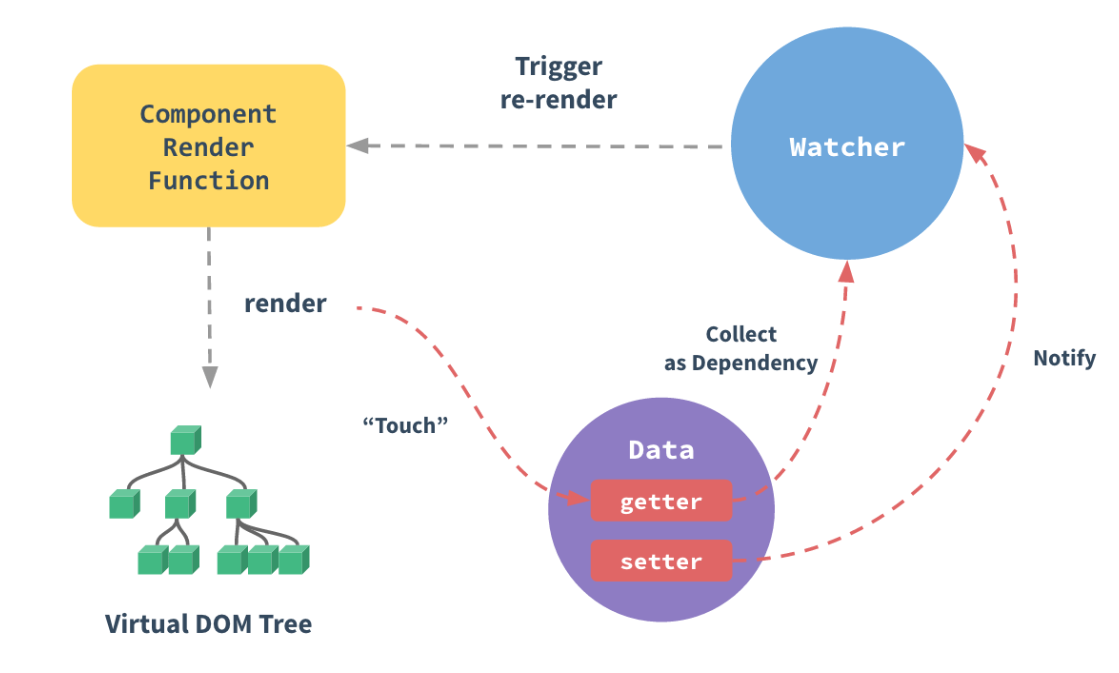 Trigger
re-render
Component
Render
Function
Watcher
render
Collect
as Dependency
Notify
“Touch”
Data
getter
setter
Virtual DOM Tree